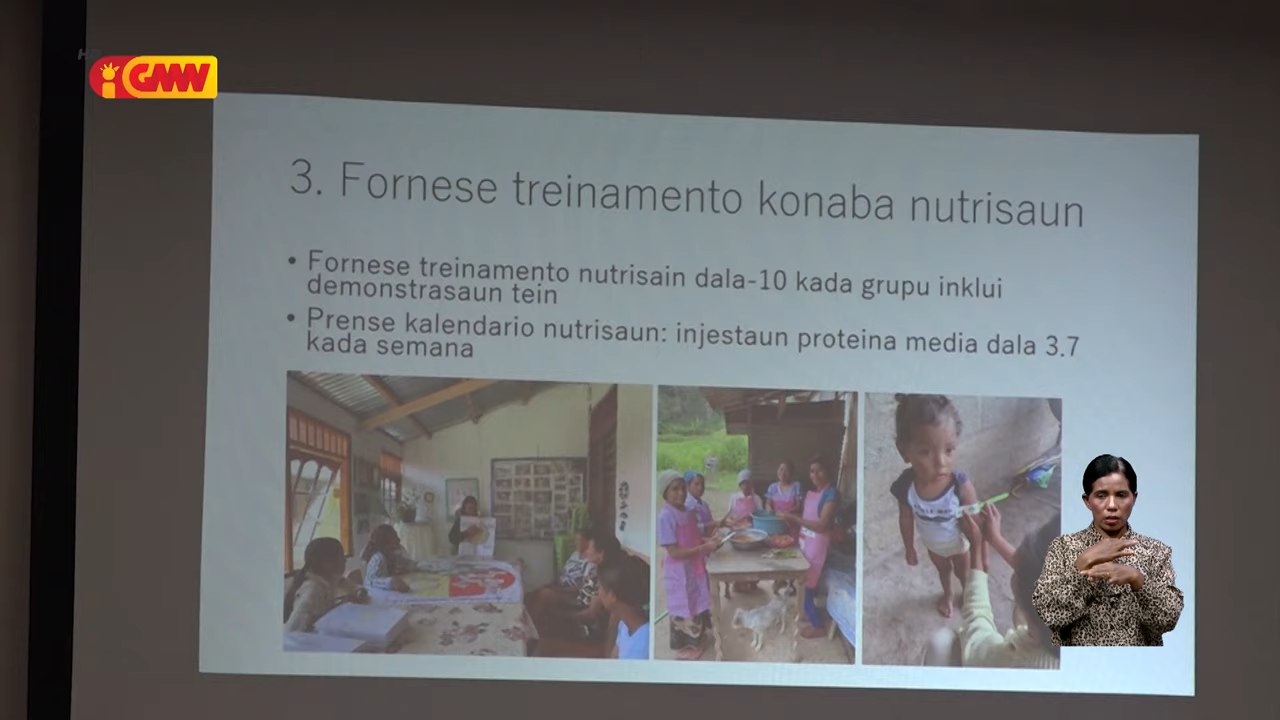 GMN
3. Fornese treinamento konaba nutrisaun
• Fornese treinamento nutrisain dala-10 kada grupu inklui
demonstrasaun tein
• Prense kalendario nutrisaun: injestaun proteina media dala 3.7
kada semana